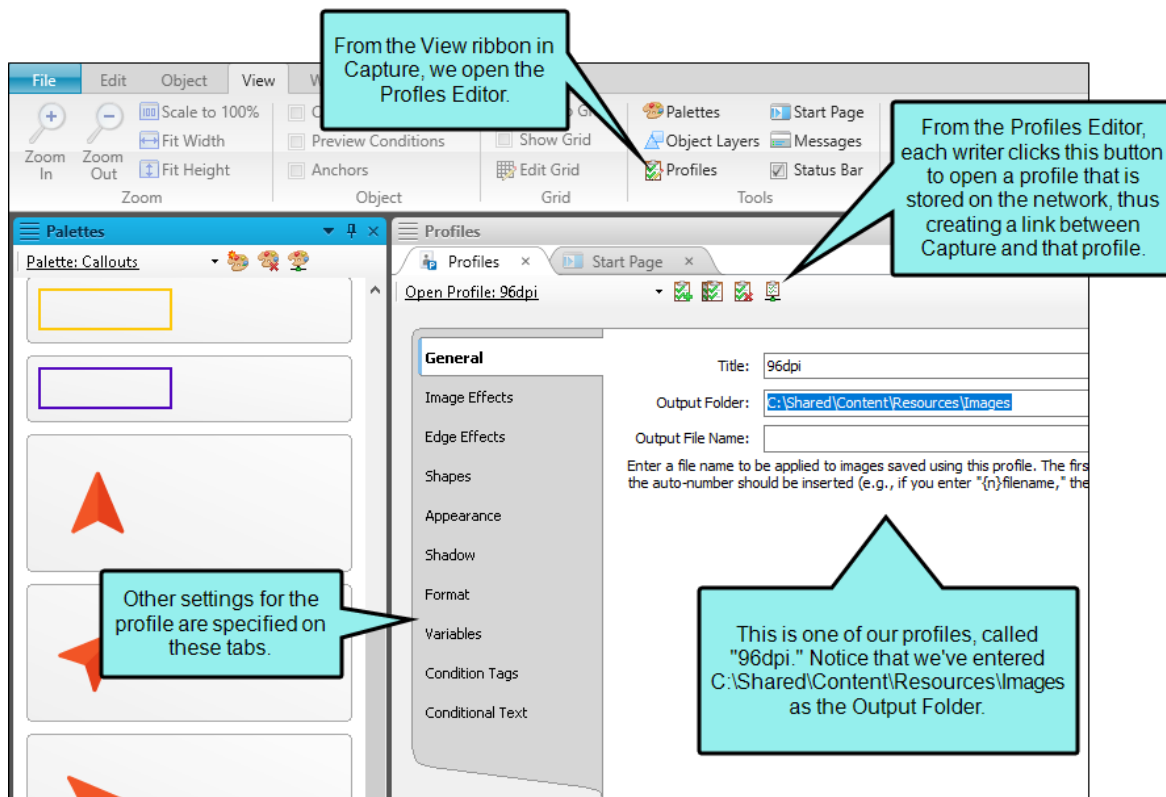 From the View ribbon in
Capture, we open the
Profles Editor.
File Edit Object View
Scale to 100%
Fit Width
Fit Height
Zoom
In
Zoom
Out
Zoom
Preview Conditions
Anchors
Object
Show Grid
Edit Grid
Grid
Palettes
Object Layers
Profiles
Start Page
Messages
Status Bar
Tools
From the Profiles Editor,
each writer clicks this button
to open a profile that is
stored on the network, thus
creating a link between
Capture and that profile.
Palettes
Palette: Callouts
Profiles
Profiles Start Page
Open Profile: 96dpi
General
Image Effects
Edge Effects
Shapes
Appearance
Shadow
Format
Variables
Condition Tags
Conditional Text
Title: 96dpi
Output Folder: C:\Shared\Content\Resources\Images
Output File Name:
Enter a file name to be applied to images saved using this profile. The firs
the auto-number should be inserted (e.g., if you enter "{n}filename," the
Other settings for the
profile are specified on
these tabs.
This is one of our profiles, called
"96dpi." Notice that we've entered
C:\Shared\Content\Resources\Images
as the Output Folder.